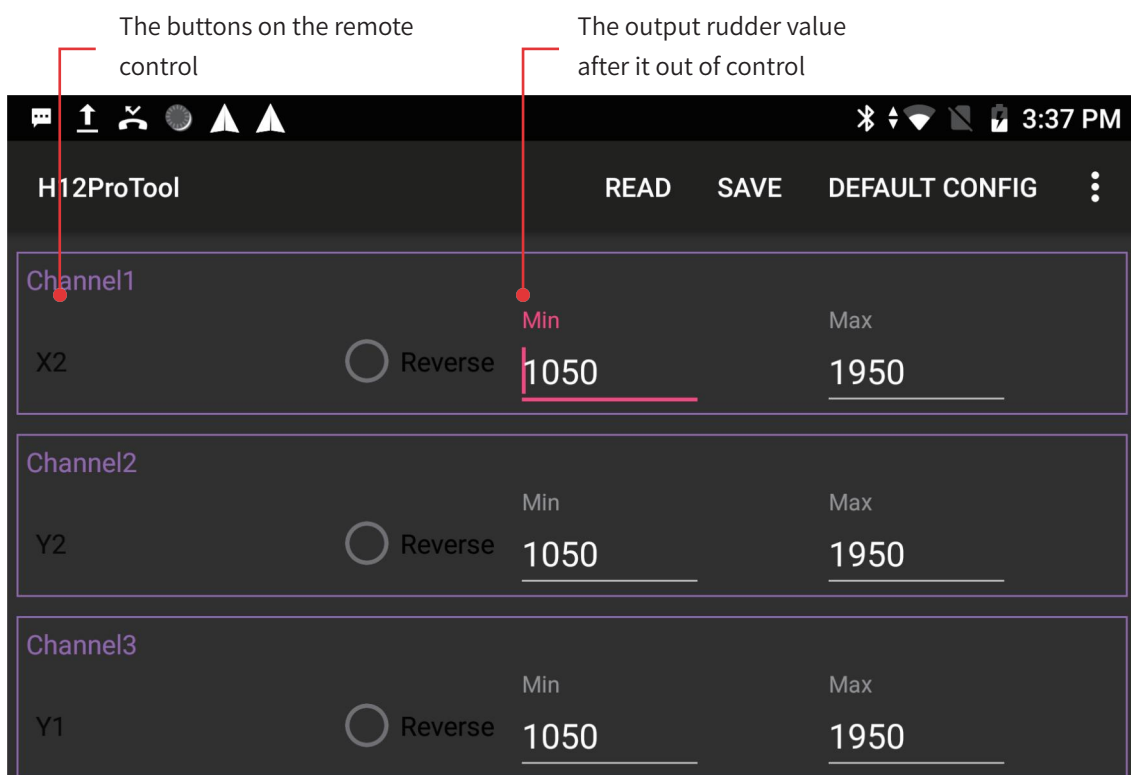 The buttons on the remote
control
The output rudder value
after it out of control
3:37 PM
H12ProTool READ SAVE DEFAULT CONFIG
Channel1
Min Max
X2 Reverse 1050 1950
Channel2
Min Max
Y2 Reverse 1050 1950
Channel3
Min Max
Y1 Reverse 1050 1950